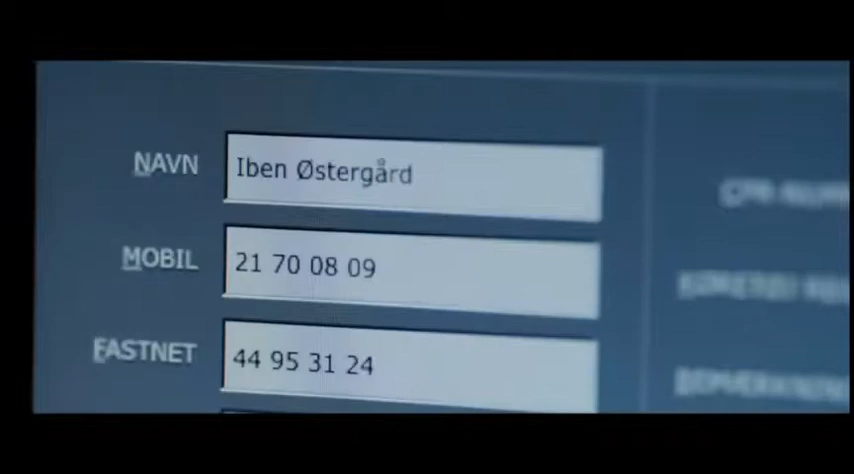 NAVN
Iben Østergård
MOBIL
21 70 08 09
FASTNET
44 95 31 24